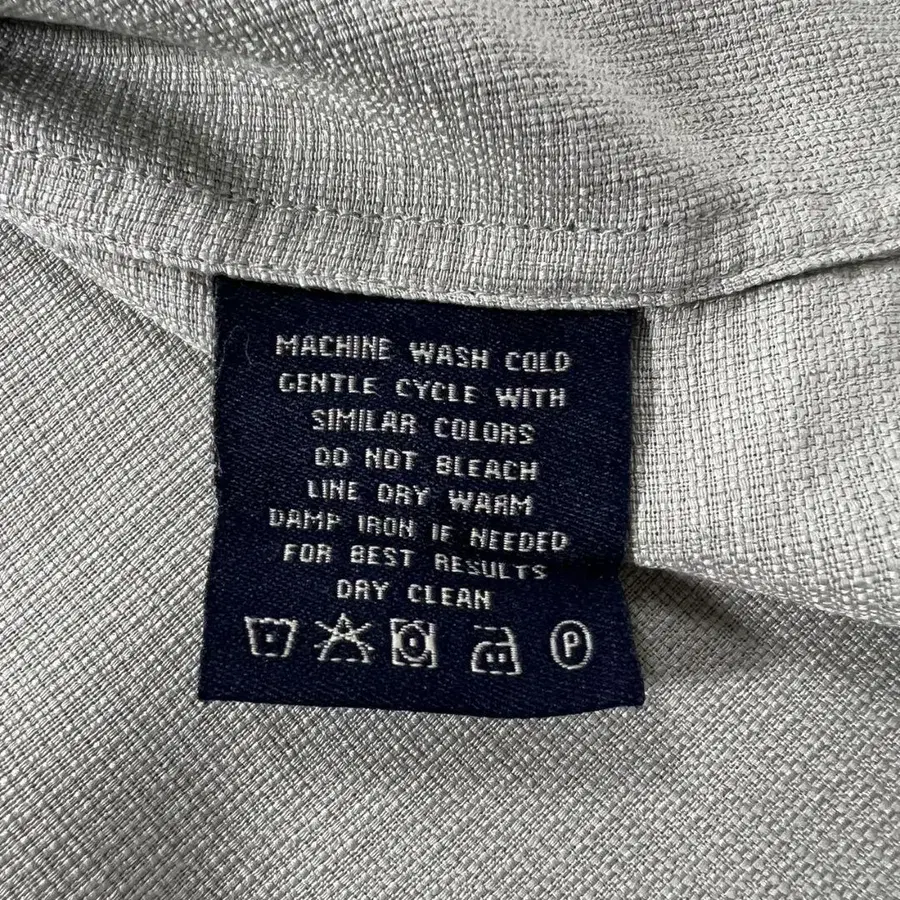 MACHINE WASH COLD
GENTLE CYCLE WITH
SIMILAR COLORS
DO NOT BLEACH
LINE DRY WARM
DAMP IRON IF NEEDED
FOR BEST RESULTS
DRY CLEAN
P